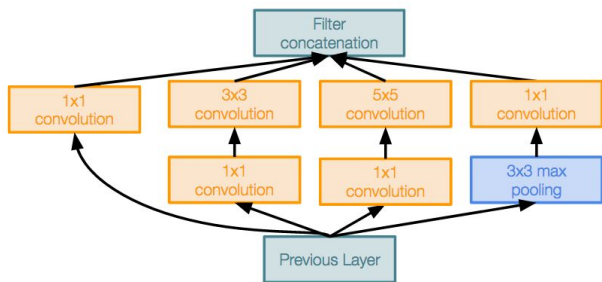 Filter
concatenation
1x1
convolution
3x3
convolution
5x5
convolution
1x1
convolution
1x1
convolution
1x1
convolution
3x3 max
pooling
Previous Layer